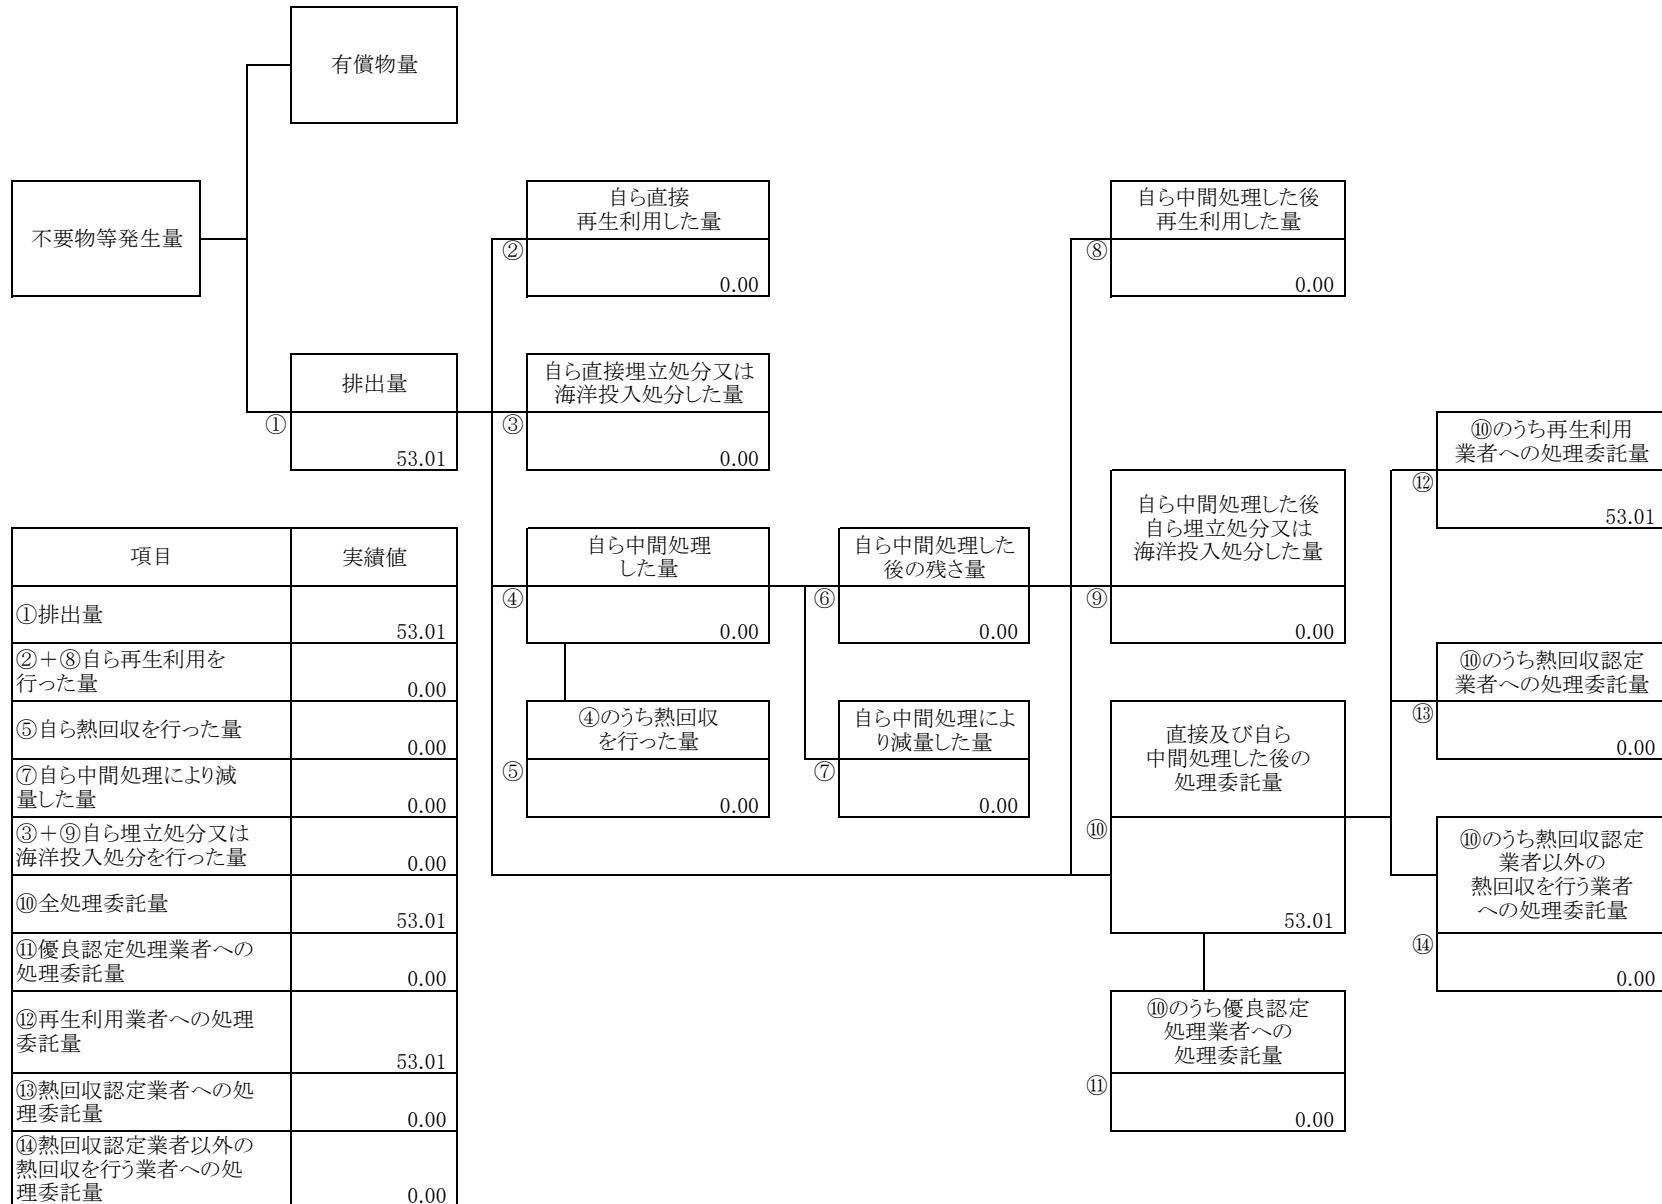 有償物量
不要物等発生量
排出量
①
53.01
自ら直接
再生利用した量
②
0.00
自ら直接埋立処分又は
海洋投入処分した量
③
0.00
自ら中間処理
した量
④
0.00
④のうち熱回収
を行った量
⑤
0.00
自ら中間処理した
後の残さ量
⑥
0.00
自ら中間処理によ
り減量した量
⑦
0.00
自ら中間処理した後
再生利用した量
⑧
0.00
自ら中間処理した後
自ら埋立処分又は
海洋投入処分した量
⑨
0.00
直接及び自ら
中間処理した後の
処理委託量
⑩
53.01
⑩のうち優良認定
処理業者への
処理委託量
⑪
0.00
⑩のうち再生利用
業者への処理委託量
⑫
53.01
⑩のうち熱回収認定
業者への処理委託量
⑬
0.00
⑩のうち熱回収認定
業者以外の
熱回収を行う業者
への処理委託量
⑭
0.00
項目 実績値
①排出量
53.01
②+⑧自ら再生利用を
行った量
0.00
⑤自ら熱回収を行った量
0.00
⑦自ら中間処理により減
量した量
0.00
③+⑨自ら埋立処分又は
海洋投入処分を行った量
0.00
⑩全処理委託量
53.01
⑪優良認定処理業者への
処理委託量
0.00
⑫再生利用業者への処理
委託量
53.01
⑬熱回収認定業者への処
理委託量
0.00
⑭熱回収認定業者以外の
熱回収を行う業者への処
理委託量
0.00